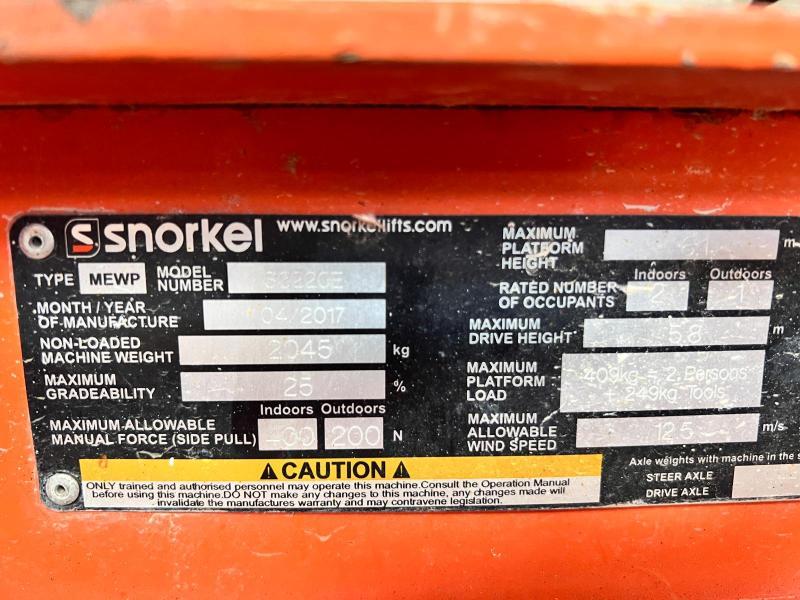 snorkel www.snorkellifts.com
TYPE MEWP MODEL NUMBER
MONTH / YEAR OF MANUFACTURE 04/2017
NON-LOADED MACHINE WEIGHT 2045 kg
MAXIMUM GRADEABILITY 25 %
Indoors Outdoors
MAXIMUM ALLOWABLE MANUAL FORCE (SIDE PULL) 200 N
MAXIMUM PLATFORM HEIGHT m
Indoors Outdoors
RATED NUMBER OF OCCUPANTS 2 1
MAXIMUM DRIVE HEIGHT 5.8 m
MAXIMUM PLATFORM LOAD 409kg = 2 Persons + 249kg Tools
MAXIMUM ALLOWABLE WIND SPEED 12.5 m/s
Axle weights with machine in the s
STEER AXLE
DRIVE AXLE
CAUTION
ONLY trained and authorised personnel may operate this machine.Consult the Operation Manual
before using this machine.DO NOT make any changes to this machine, any changes made will
invalidate the manufactures warranty and may contravene legislation.